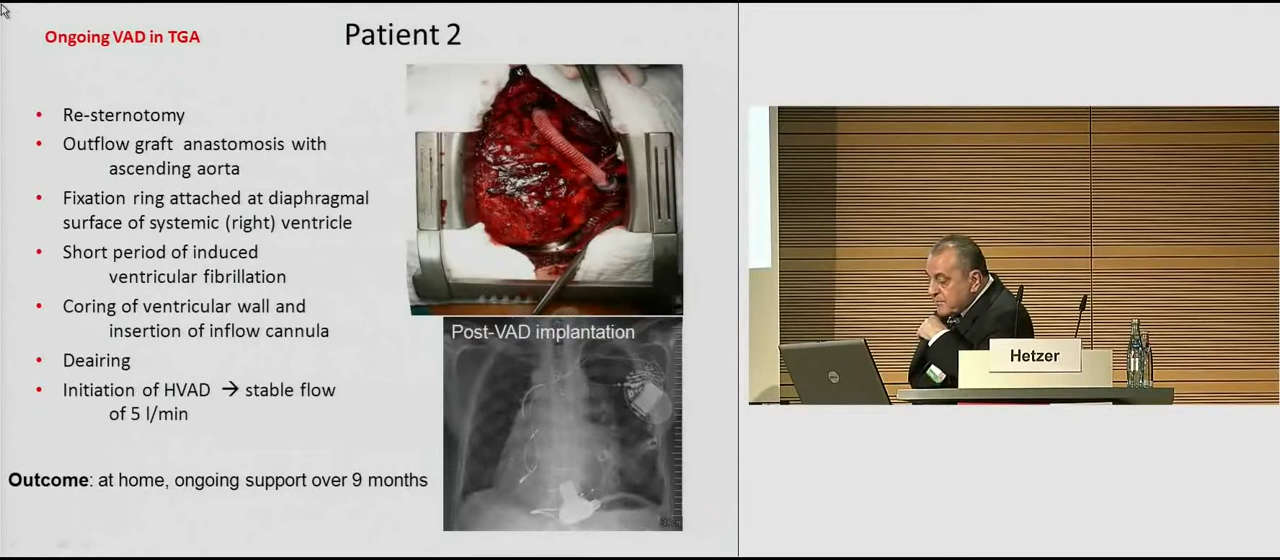 Ongoing VAD in TGA
Patient 2
• Re-sternotomy
• Outflow graft anastomosis with
ascending aorta
• Fixation ring attached at diaphragmal
surface of systemic (right) ventricle
• Short period of induced
ventricular fibrillation
• Coring of ventricular wall and
insertion of inflow cannula
• Deairing
• Initiation of HVAD → stable flow
of 5 l/min
Outcome: at home, ongoing support over 9 months
Post-VAD implantation
Hetzer